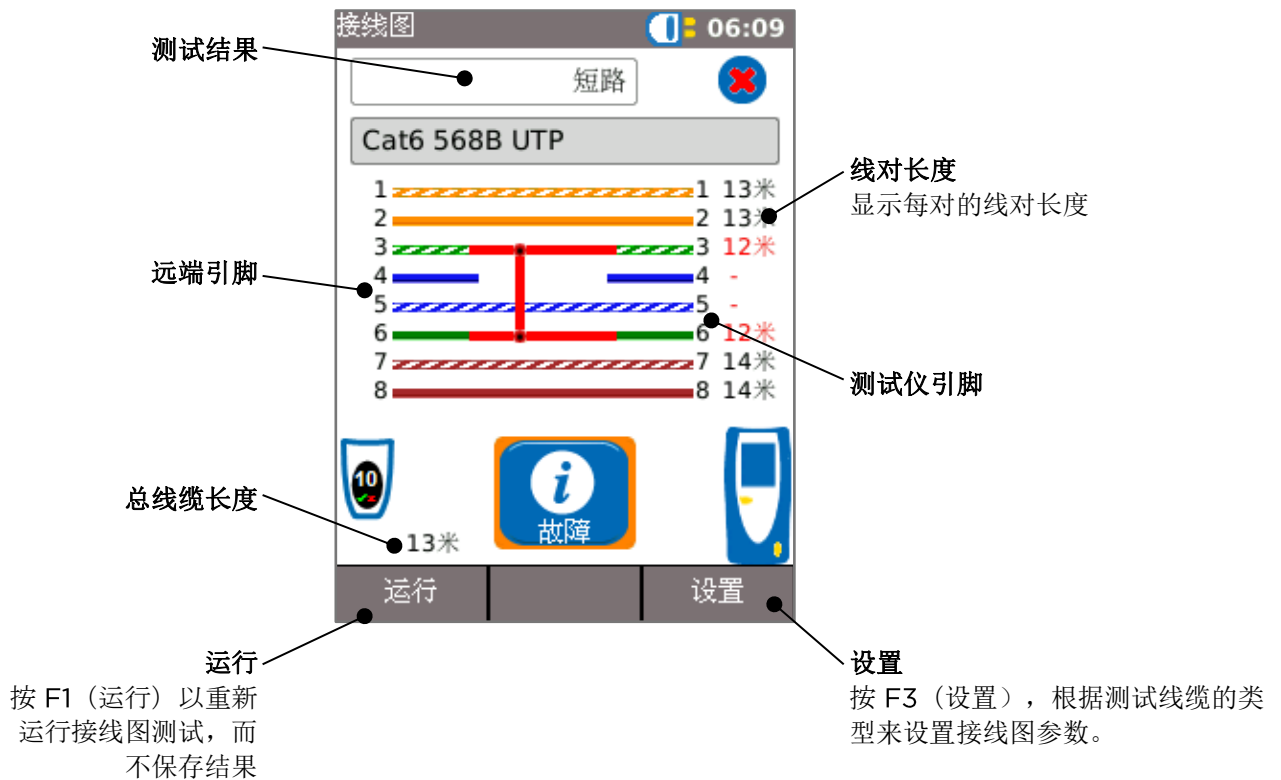 接线图 06:09
测试结果
短路
Cat6 568B UTP
1 1 13米
2 2 13米
3 3 12米
4 4 -
5 5 -
6 6 12米
7 7 14米
8 8 14米
线对长度
显示每对的线对长度
远端引脚
测试仪引脚
10
i
故障
总线缆长度
13米
运行 设置
运行
按 F1（运行）以重新
运行接线图测试，而
不保存结果
设置
按 F3（设置），根据测试线缆的类
型来设置接线图参数。